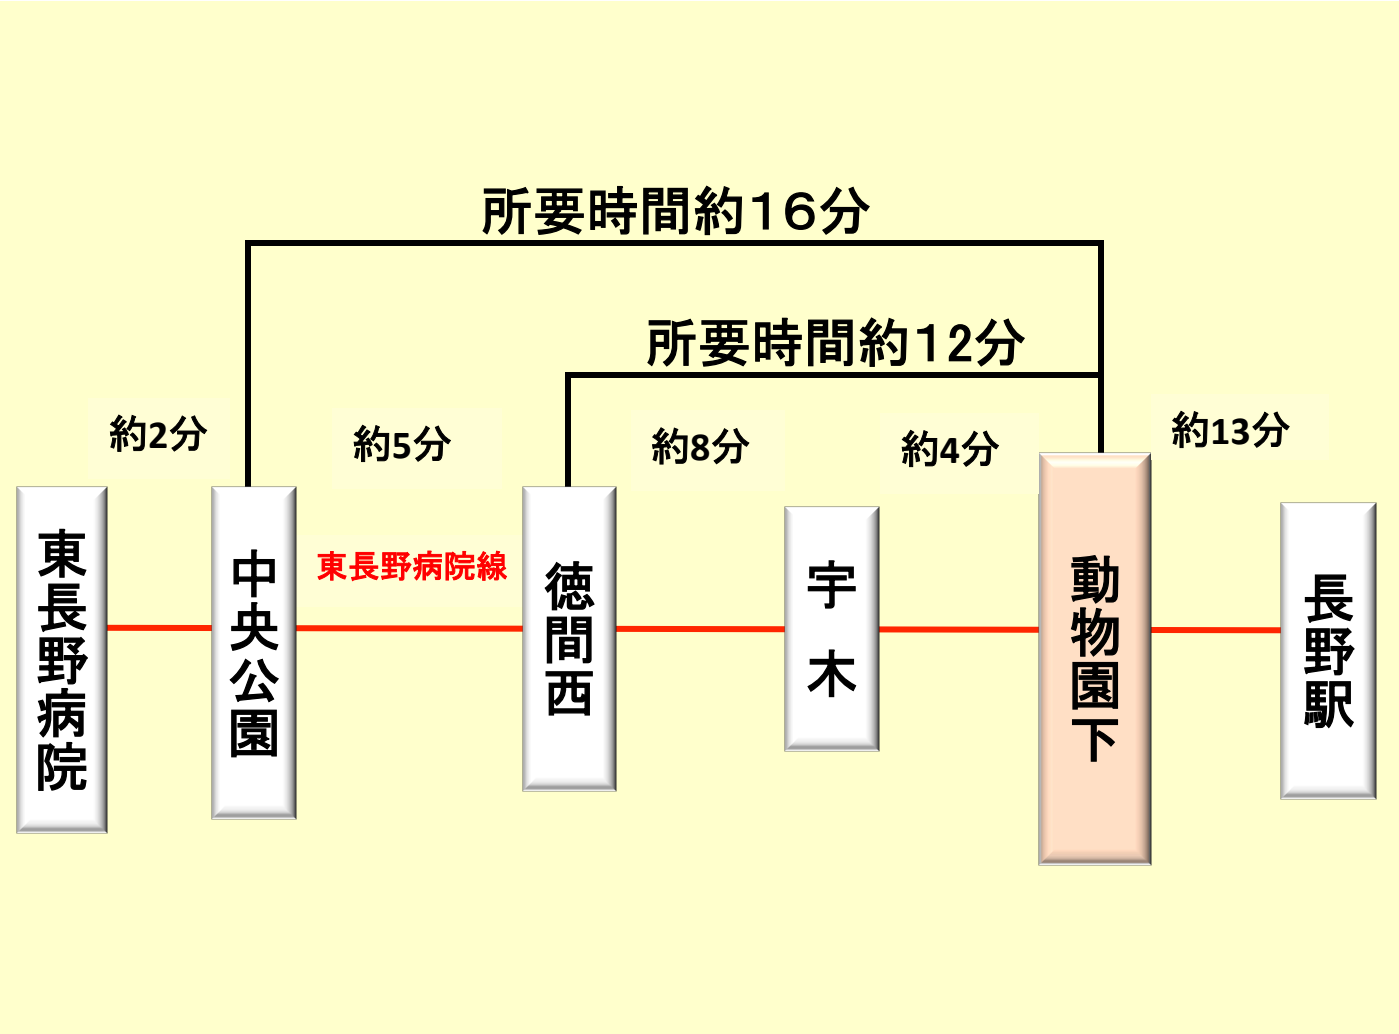 所要時間約１６分
所要時間約12分
約2分
約5分
約8分
約4分
約13分
東長野病院線
東長野病院
中央公園
徳間西
宇木
動物園下
長野駅